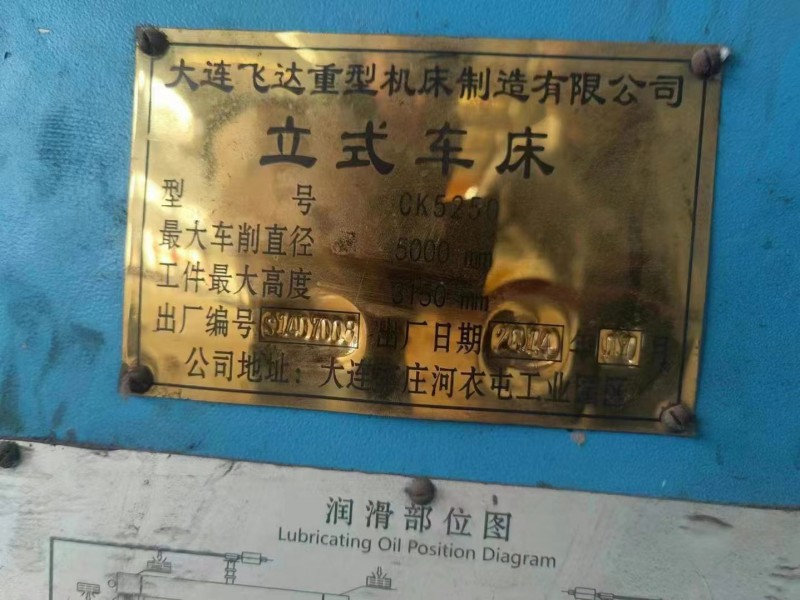 大连飞达重型机床制造有限公司
立式车床
型 号 CK5250
最大车削直径 5000 mm
工件最大高度 3150 mm
出厂编号 出厂日期 2014 年 07 月
公司地址：大连 庄河 屯工业园区
润滑部位图
Lubricating Oil Position Diagram